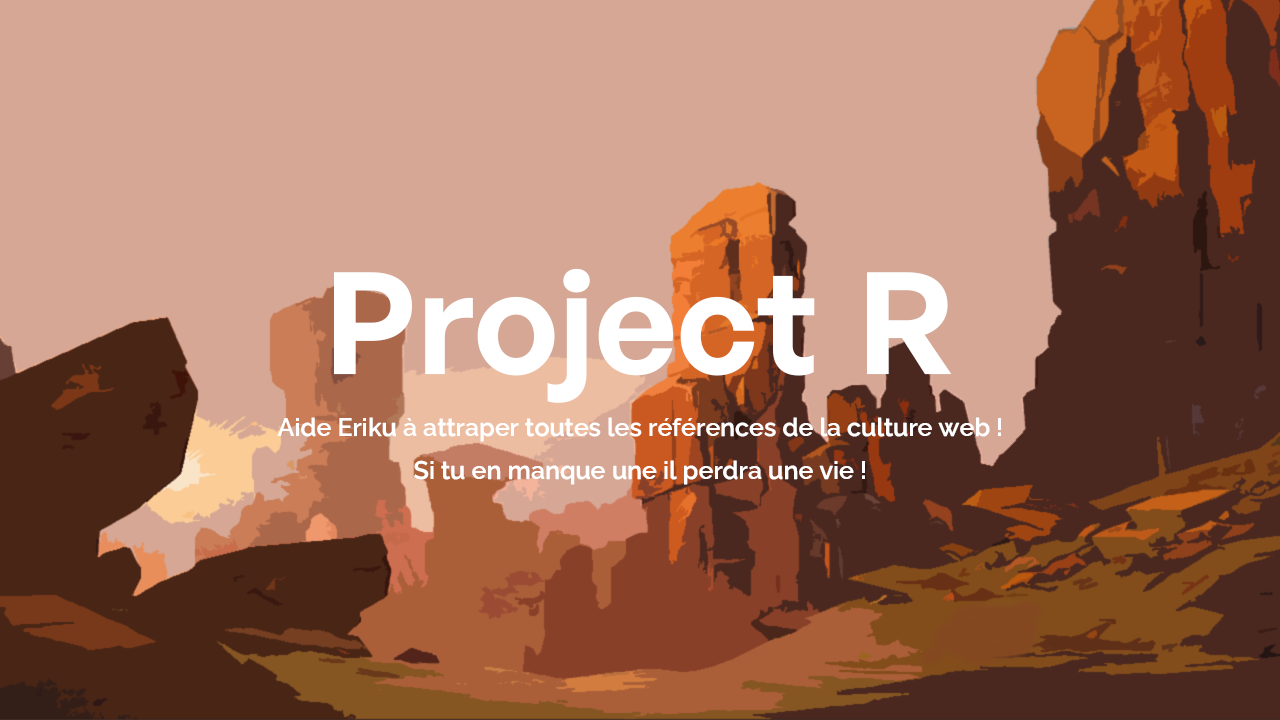 Project R
Aide Eriku à attraper toutes les références de la culture web !
Si tu en manque une il perdra une vie !